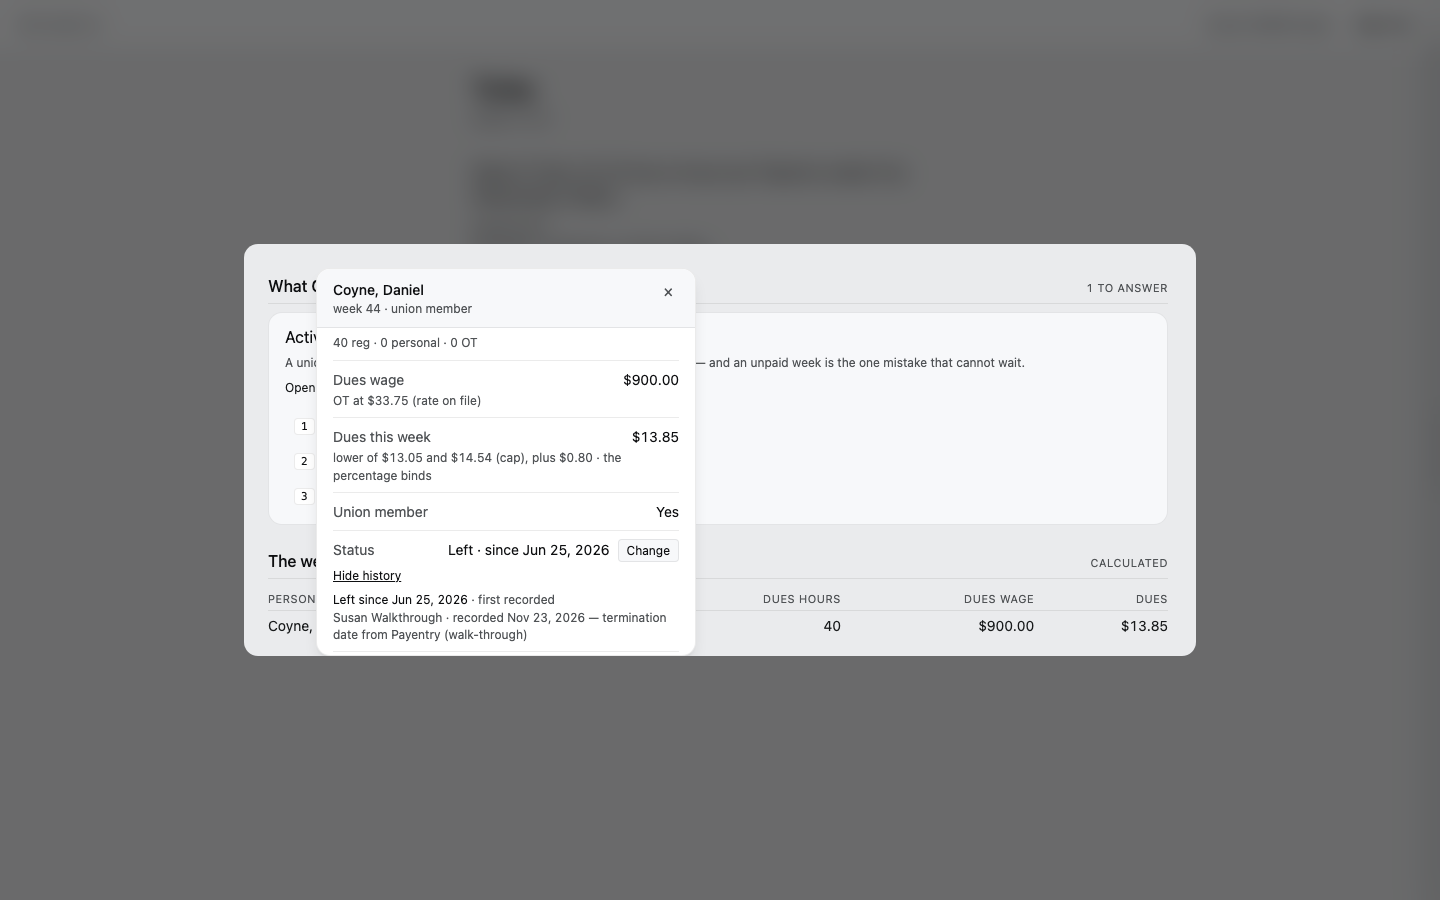 What
1 TO ANSWER
Coyne, Daniel
×
week 44 · union member
40 reg · 0 personal · 0 OT
— and an unpaid week is the one mistake that cannot wait.
Dues wage
$900.00
OT at $33.75 (rate on file)
Open
1
2
3
Dues this week
$13.85
lower of $13.05 and $14.54 (cap), plus $0.80 · the
percentage binds
Union member
Yes
Status
Left · since Jun 25, 2026
Change
Hide history
Left since Jun 25, 2026 · first recorded
Susan Walkthrough · recorded Nov 23, 2026 — termination
date from Payentry (walk-through)
The
CALCULATED
PERSON
DUES HOURS
DUES WAGE
DUES
Coyne,
40
$900.00
$13.85